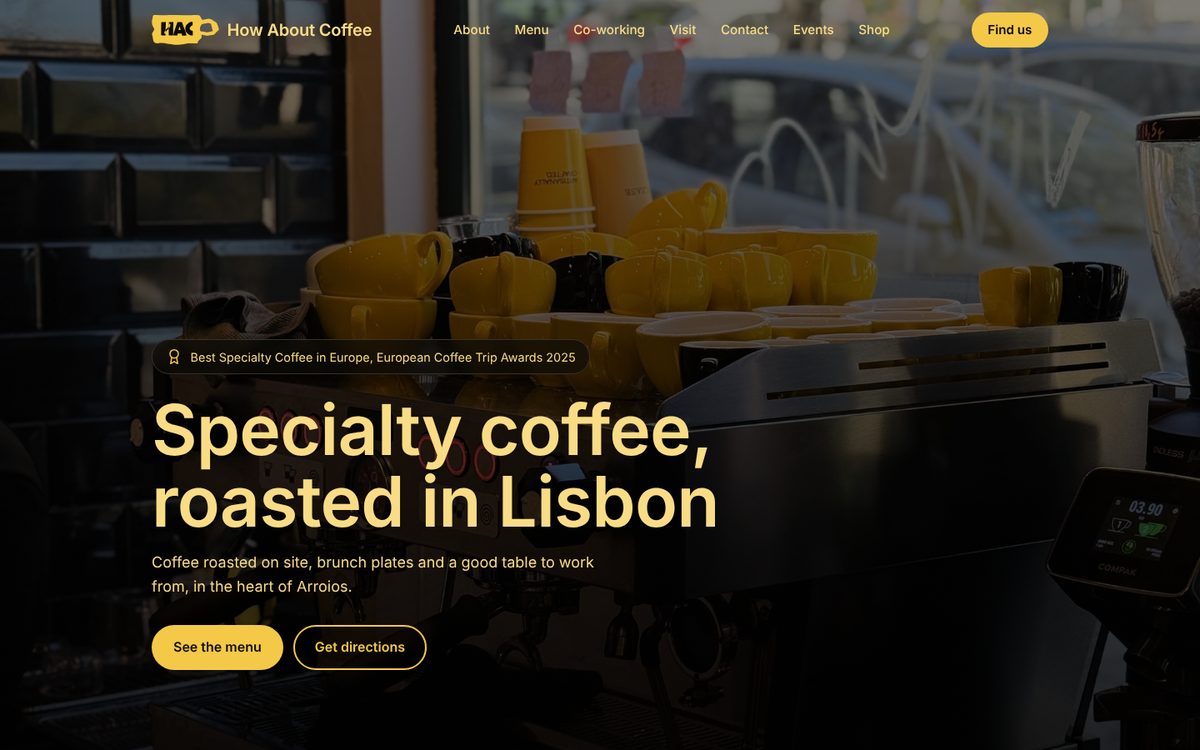 HAC
How About Coffee
About
Menu
Co-working
Visit
Contact
Events
Shop
Find us
ARTISANALLY
CRAFTED
Best Specialty Coffee in Europe, European Coffee Trip Awards 2025
Specialty coffee,
roasted in Lisbon
03.90
COMPAK
Coffee roasted on site, brunch plates and a good table to work
from, in the heart of Arroios.
See the menu
Get directions